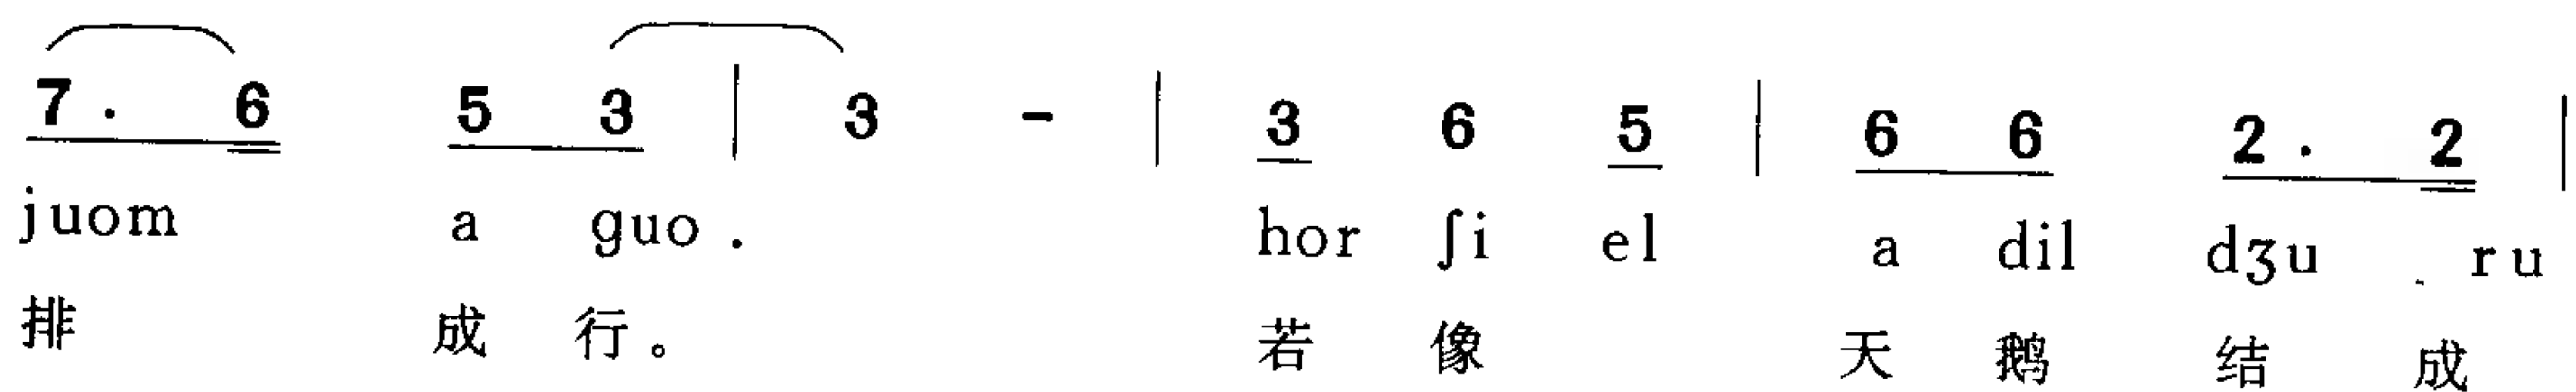 7 . 6 5 3 | 3 - | 3 6 5 | 6 6 2 . 2 |
juom a guo . hor ʃi el a dil dʒu ru
排 成 行。 若 像 天 鹅 结 成